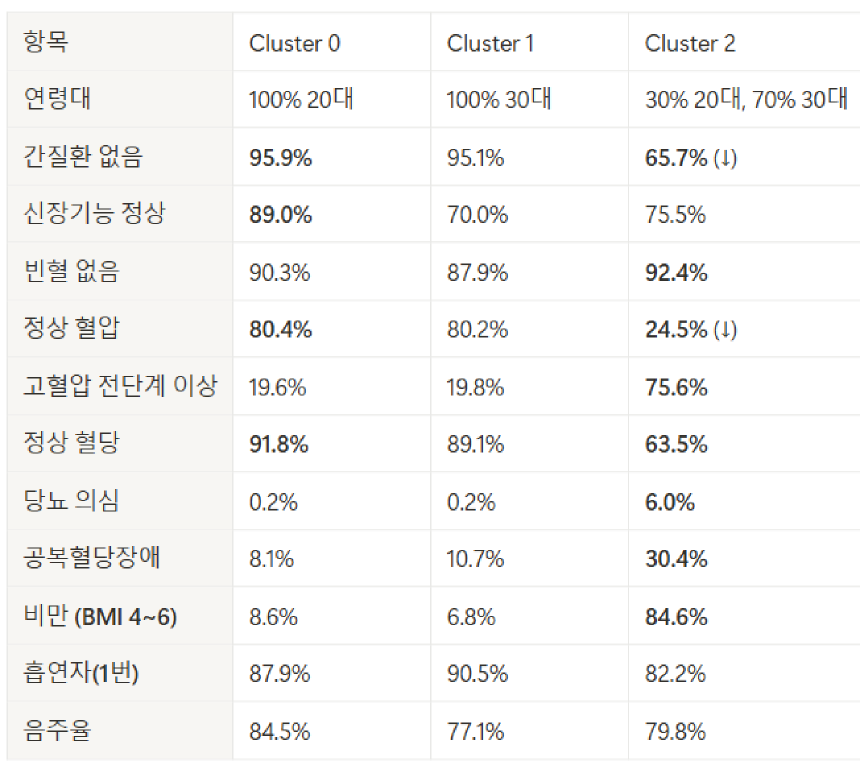 항목 Cluster 0 Cluster 1 Cluster 2
연령대 100% 20대 100% 30대 30% 20대, 70% 30대
간질환 없음 95.9% 95.1% 65.7% (↓)
신장기능 정상 89.0% 70.0% 75.5%
빈혈 없음 90.3% 87.9% 92.4%
정상 혈압 80.4% 80.2% 24.5% (↓)
고혈압 전단계 이상 19.6% 19.8% 75.6%
정상 혈당 91.8% 89.1% 63.5%
당뇨 의심 0.2% 0.2% 6.0%
공복혈당장애 8.1% 10.7% 30.4%
비만 (BMI 4~6) 8.6% 6.8% 84.6%
흡연자(1번) 87.9% 90.5% 82.2%
음주율 84.5% 77.1% 79.8%